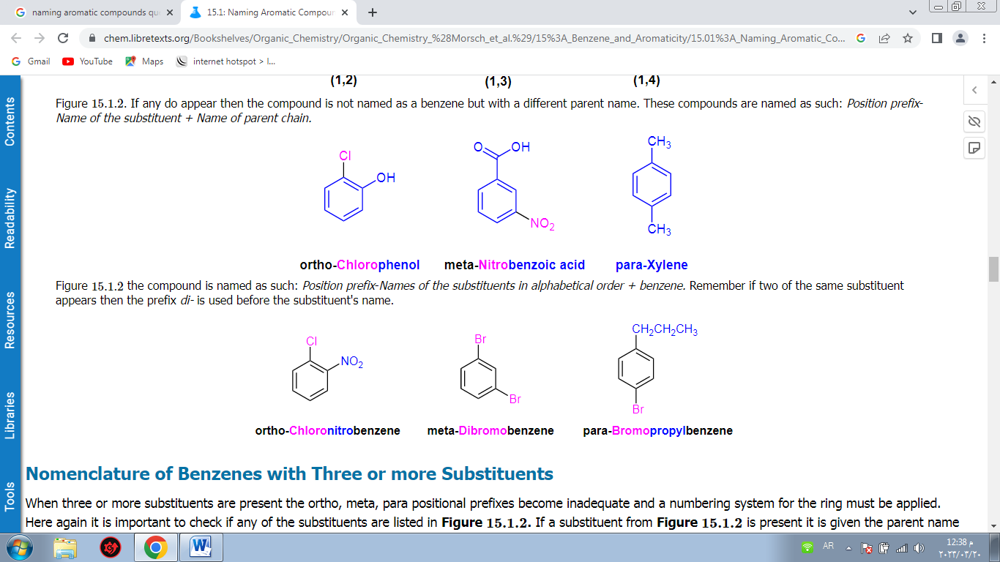 naming aromatic compounds qu
15.1: Naming Aromatic Compour
chem.libretexts.org/Bookshelves/Organic_Chemistry/Organic_Chemistry_%28Morsch_et_al.%29/15%3A_Benzene_and_Aromaticity/15.01%3A_Naming_Aromatic_Co...
Gmail YouTube Maps internet hotspot > I...
Contents
Readability
Resources
Libraries
Tools
(1,2) (1,3) (1,4)
Figure 15.1.2. If any do appear then the compound is not named as a benzene but with a different parent name. These compounds are named as such: Position prefix-
Name of the substituent + Name of parent chain.
Cl
OH
O
OH
NO2
CH3
CH3
ortho-Chlorophenol meta-Nitrobenzoic acid para-Xylene
Figure 15.1.2 the compound is named as such: Position prefix-Names of the substituents in alphabetical order + benzene. Remember if two of the same substituent
appears then the prefix di- is used before the substituent's name.
Cl
NO2
Br
Br
CH2CH2CH3
Br
ortho-Chloronitrobenzene meta-Dibromobenzene para-Bromopropylbenzene
Nomenclature of Benzenes with Three or more Substituents
When three or more substituents are present the ortho, meta, para positional prefixes become inadequate and a numbering system for the ring must be applied.
Here again it is important to check if any of the substituents are listed in Figure 15.1.2. If a substituent from Figure 15.1.2 is present it is given the parent name
AR
12:38 م
٢٠٢٣/٠٣/٢٠